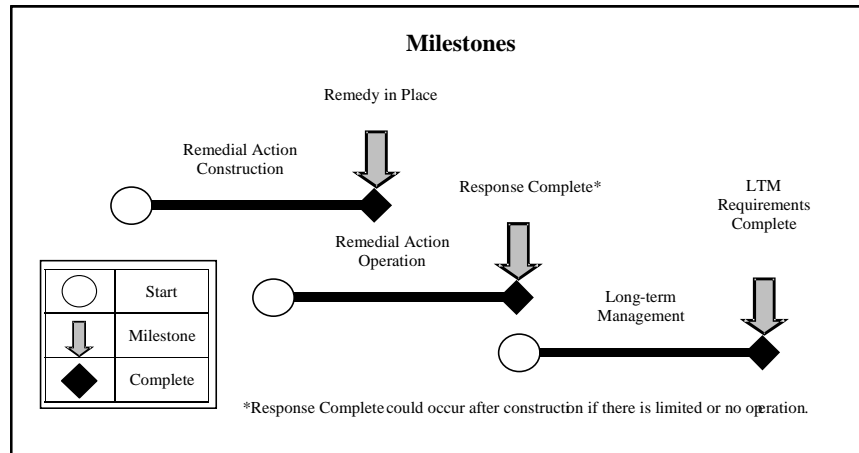 Milestones
Remedy in Place
Remedial Action
Construction
Response Complete*
LTM
Requirements
Complete
Remedial Action
Operation
Long-term
Management
Start
Milestone
Complete
*Response Complete could occur after construction if there is limited or no operation.